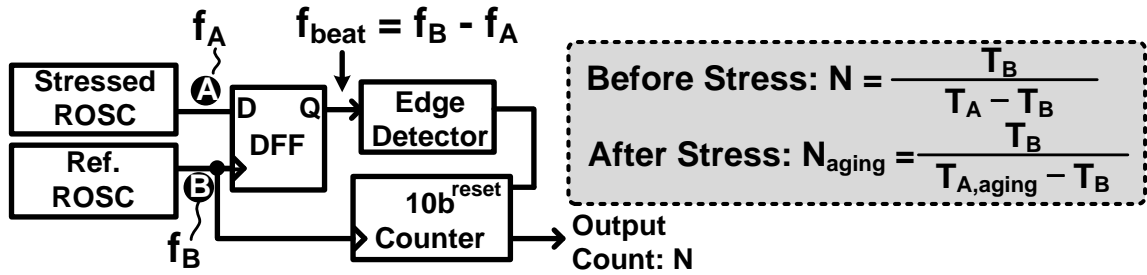 f_A
f_beat = f_B - f_A
Stressed
ROSC
A
D
Q
DFF
Edge
Detector
Ref.
ROSC
B
f_B
10b reset
Counter
Output
Count: N
Before Stress: N = T_B / (T_A – T_B)
After Stress: N_aging = T_B / (T_A,aging – T_B)